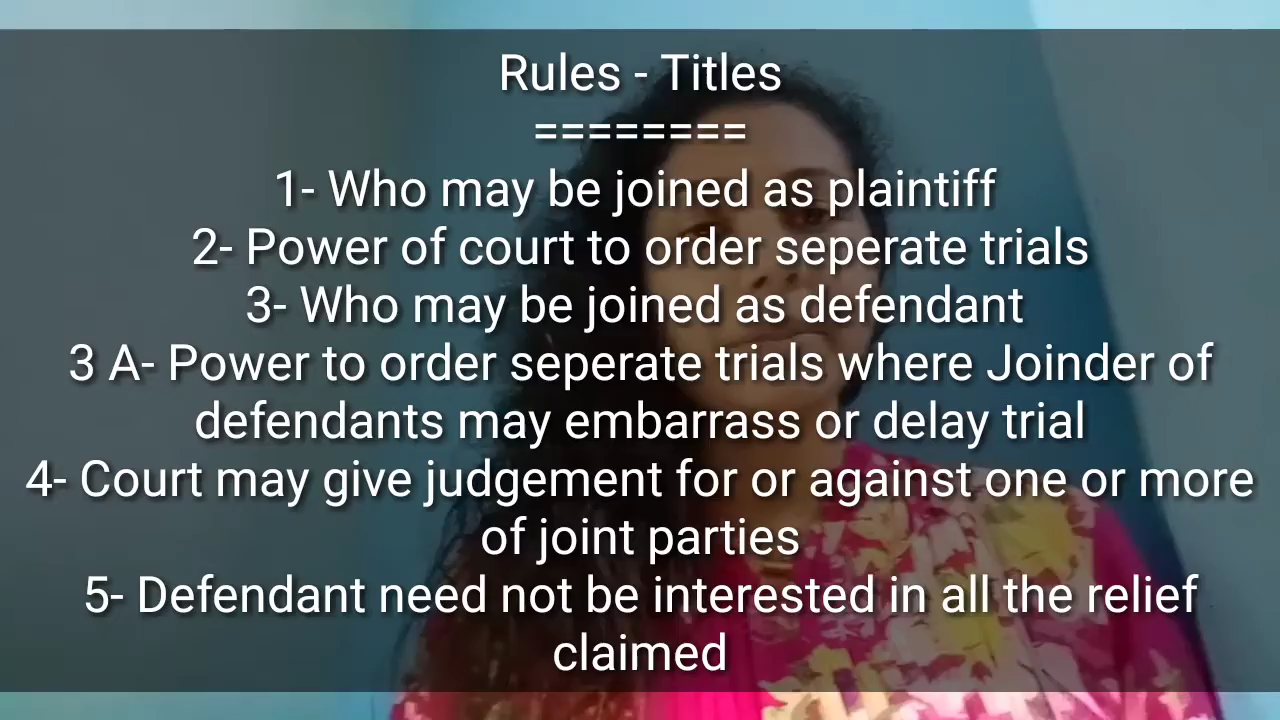 Rules - Titles
========
1- Who may be joined as plaintiff
2- Power of court to order seperate trials
3- Who may be joined as defendant
3 A- Power to order seperate trials where Joinder of
defendants may embarrass or delay trial
4- Court may give judgement for or against one or more
of joint parties
5- Defendant need not be interested in all the relief
claimed